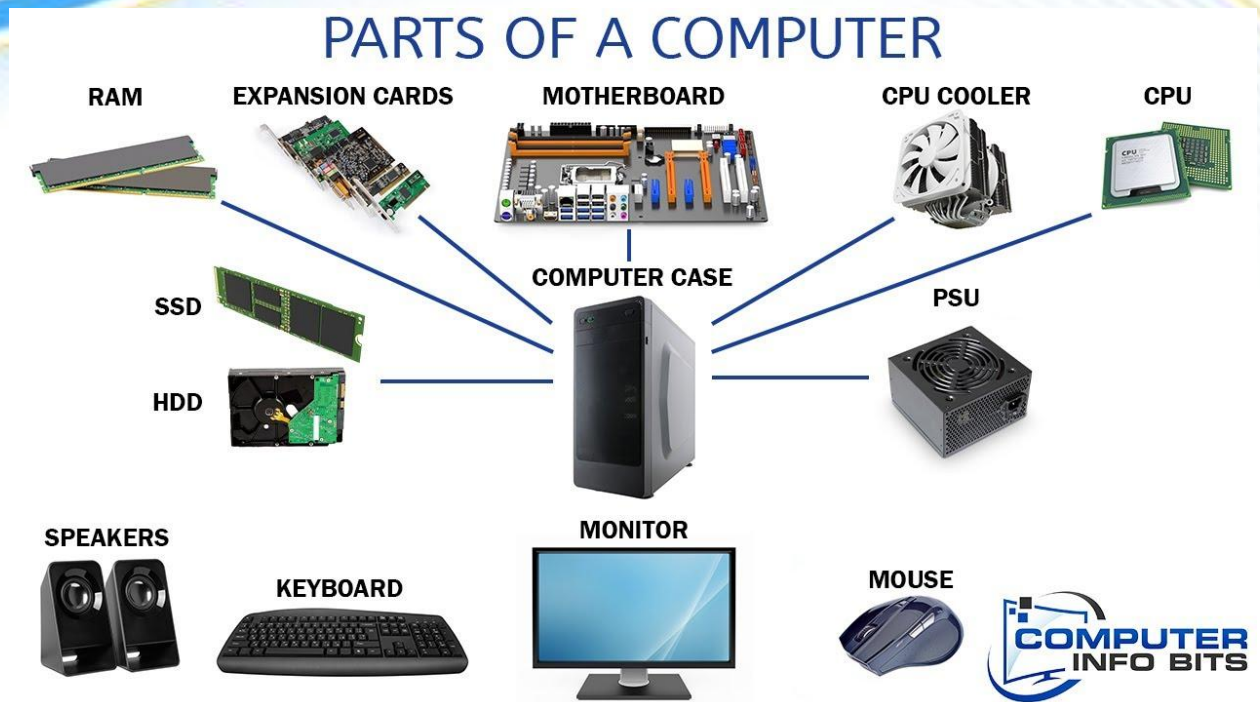 PARTS OF A COMPUTER
RAM
EXPANSION CARDS
MOTHERBOARD
CPU COOLER
CPU
CPU
COMPUTER CASE
SSD
PSU
HDD
SPEAKERS
KEYBOARD
MONITOR
MOUSE
COMPUTER
INFO BITS